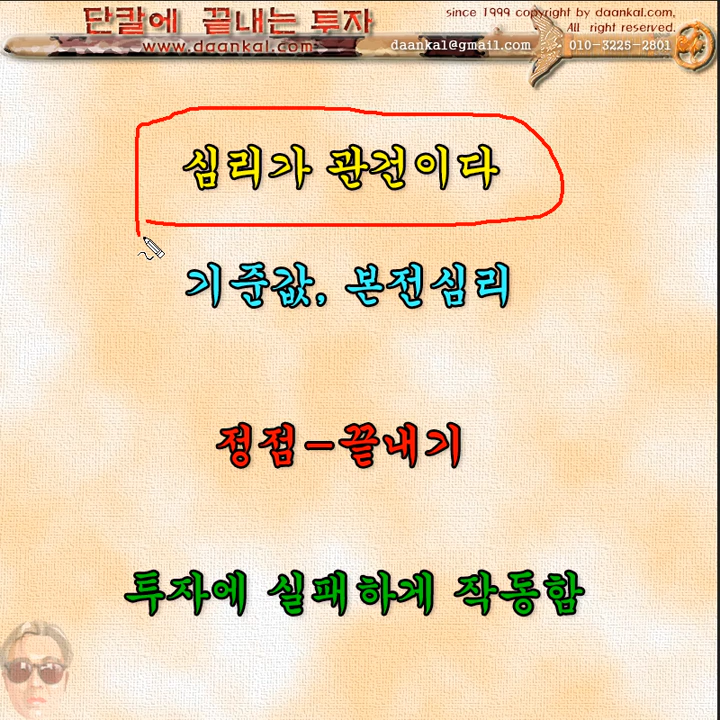 단칼에 끝내는 투자
since 1999 copyright by daankal.com,
All right reserved.
www.daankal.com
daankal@gmail.com 010-3225-2801
심리가 관건이다
기준값, 본전심리
정점-끝내기
투자에 실패하게 작동함